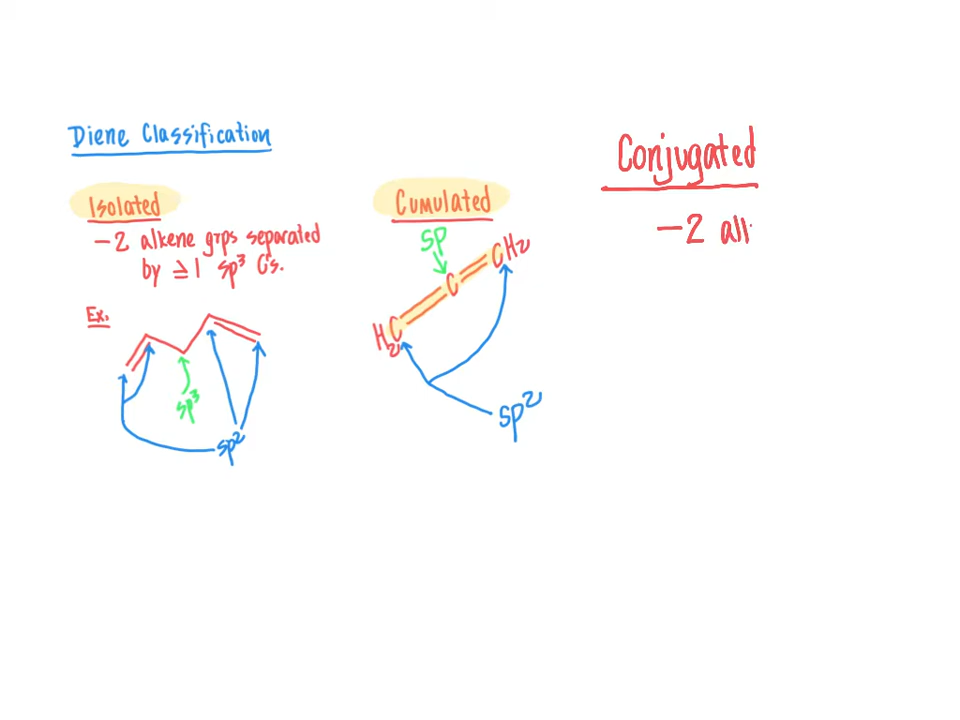 Diene Classification
Isolated
-2 alkene grps separated
by ≥1 sp³ C's.
Ex.
sp³
sp²
Cumulated
sp
H₂C=C=CH₂
sp²
Conjugated
-2 all